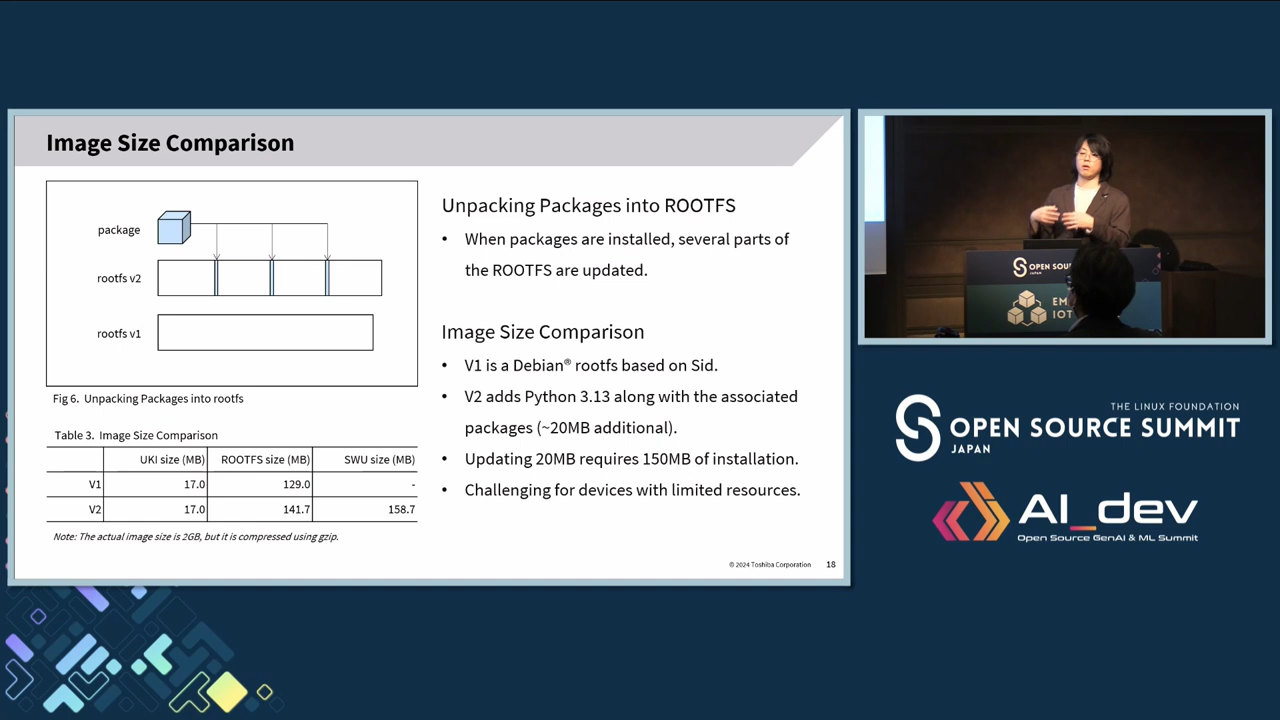 Image Size Comparison
package
rootfs v2
rootfs v1
Fig 6. Unpacking Packages into rootfs
Table 3. Image Size Comparison
UKI size (MB) ROOTFS size (MB) SWU size (MB)
V1 17.0 129.0 -
V2 17.0 141.7 158.7
Note: The actual image size is 2GB, but it is compressed using gzip.
Unpacking Packages into ROOTFS
• When packages are installed, several parts of
the ROOTFS are updated.
Image Size Comparison
• V1 is a Debian® rootfs based on Sid.
• V2 adds Python 3.13 along with the associated
packages (~20MB additional).
• Updating 20MB requires 150MB of installation.
• Challenging for devices with limited resources.
© 2024 Toshiba Corporation 18
OPEN SOU
EM
IOT
THE LINUX FOUNDATION
OPEN SOURCE SUMMIT
JAPAN
AI_dev
Open Source GenAI & ML Summit